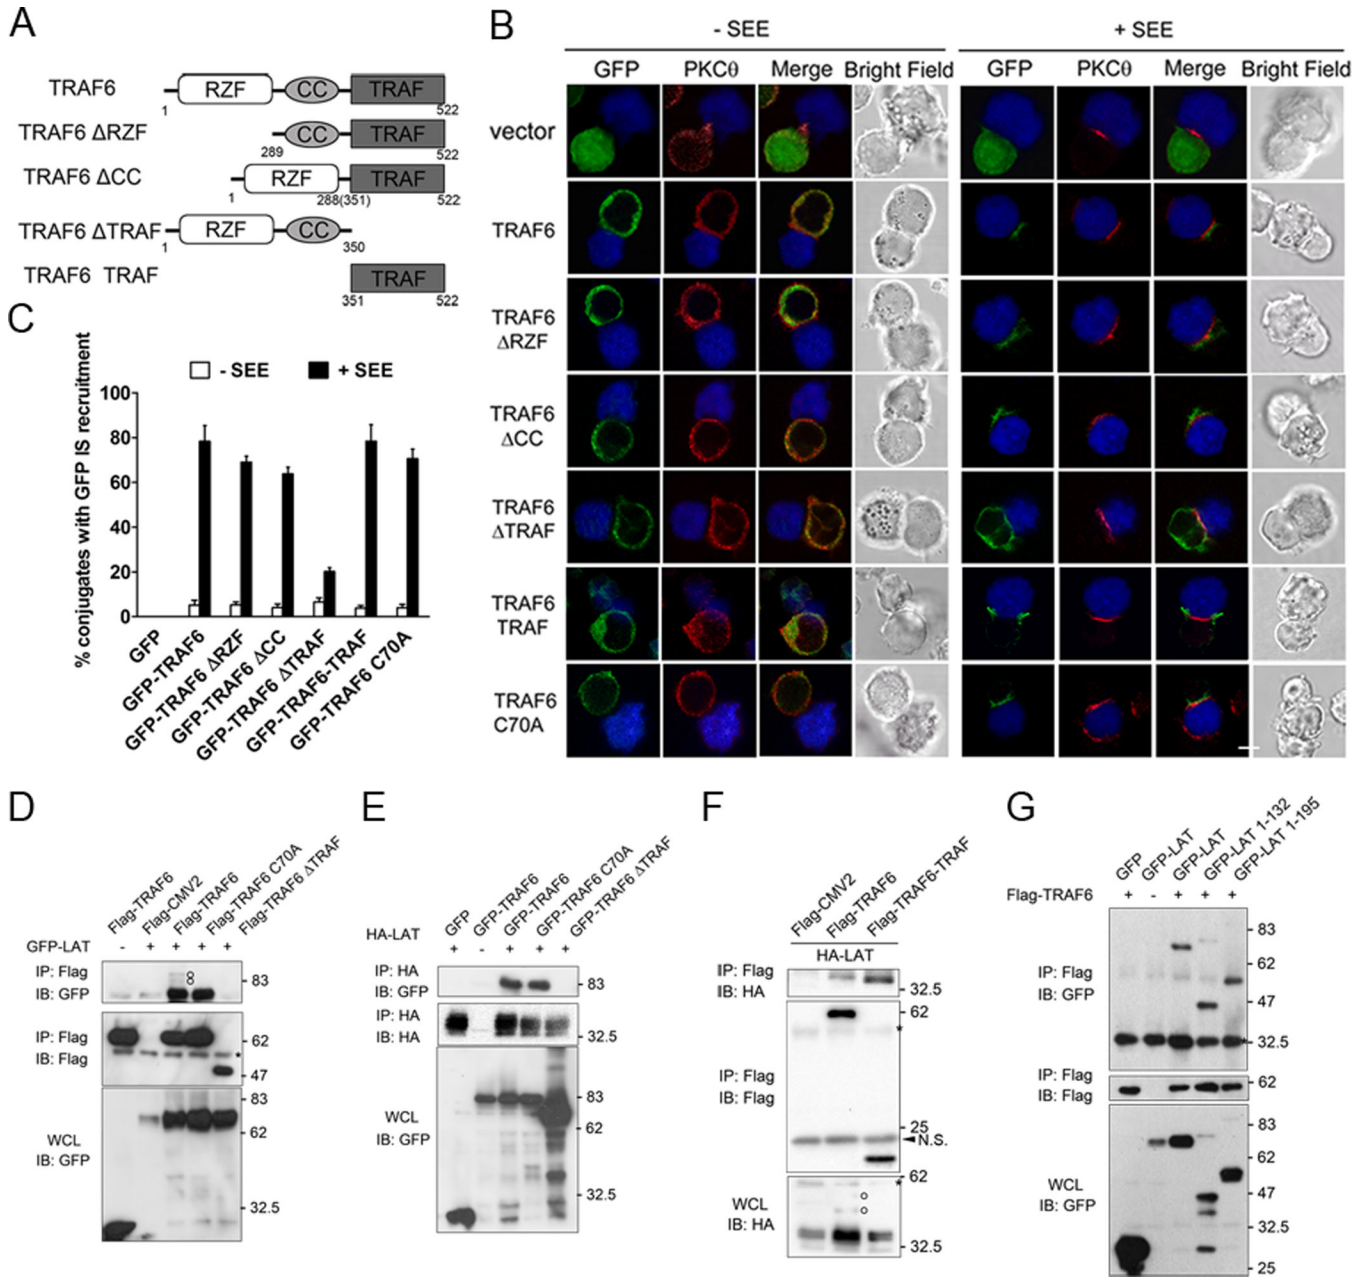 A
TRAF6
RZF CC TRAF
1 522
TRAF6 ΔRZF
CC TRAF
289 522
TRAF6 ΔCC
RZF TRAF
1 288(351) 522
TRAF6 ΔTRAF
RZF CC
1 350
TRAF6 TRAF
TRAF
351 522
B
- SEE + SEE
GFP PKCθ Merge Bright Field GFP PKCθ Merge Bright Field
vector
TRAF6
TRAF6
ΔRZF
TRAF6
ΔCC
TRAF6
ΔTRAF
TRAF6
TRAF
TRAF6
C70A
C
- SEE + SEE
% conjugates with GFP IS recruitment
100
80
60
40
20
0
GFP
GFP-TRAF6
GFP-TRAF6 ΔRZF
GFP-TRAF6 ΔCC
GFP-TRAF6 ΔTRAF
GFP-TRAF6-TRAF
GFP-TRAF6 C70A
D
Flag-TRAF6
Flag-CMV2
Flag-TRAF6
Flag-TRAF6 C70A
Flag-TRAF6 ΔTRAF
GFP-LAT - + + + +
IP: Flag
IB: GFP
83
IP: Flag
IB: Flag
62
*
47
WCL
IB: GFP
83
62
32.5
E
GFP
GFP-TRAF6
GFP-TRAF6
GFP-TRAF6 C70A
GFP-TRAF6 ΔTRAF
HA-LAT + - + + +
IP: HA
IB: GFP
83
IP: HA
IB: HA
32.5
WCL
IB: GFP
83
62
32.5
F
Flag-CMV2
Flag-TRAF6
Flag-TRAF6-TRAF
HA-LAT
IP: Flag
IB: HA
32.5
IP: Flag
IB: Flag
62
*
25
N.S.
WCL
IB: HA
62
*
32.5
G
GFP
GFP-LAT
GFP-LAT
GFP-LAT 1-132
GFP-LAT 1-195
Flag-TRAF6 + - + + +
IP: Flag
IB: GFP
83
62
47
*
32.5
IP: Flag
IB: Flag
62
WCL
IB: GFP
83
62
47
32.5
25